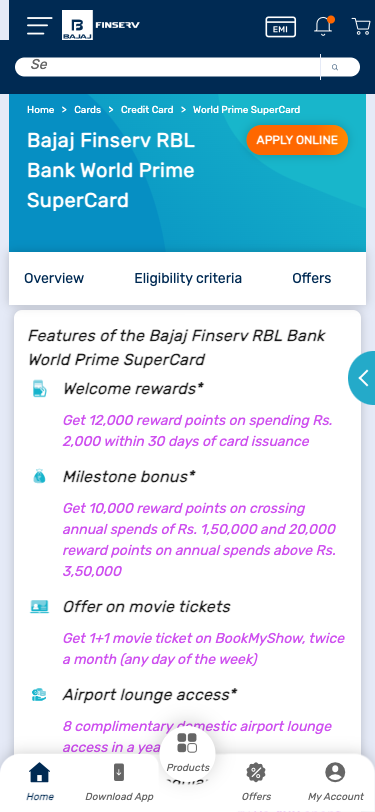 BAJAJ FINSERV
EMI
Se
Home > Cards > Credit Card > World Prime SuperCard
Bajaj Finserv RBL
Bank World Prime
SuperCard
APPLY ONLINE
Overview Eligibility criteria Offers
Features of the Bajaj Finserv RBL Bank
World Prime SuperCard
Welcome rewards*
Get 12,000 reward points on spending Rs.
2,000 within 30 days of card issuance
Milestone bonus*
Get 10,000 reward points on crossing
annual spends of Rs. 1,50,000 and 20,000
reward points on annual spends above Rs.
3,50,000
Offer on movie tickets
Get 1+1 movie ticket on BookMyShow, twice
a month (any day of the week)
Airport lounge access*
8 complimentary domestic airport lounge
access in a year
Products
Home Download App Offers My Account